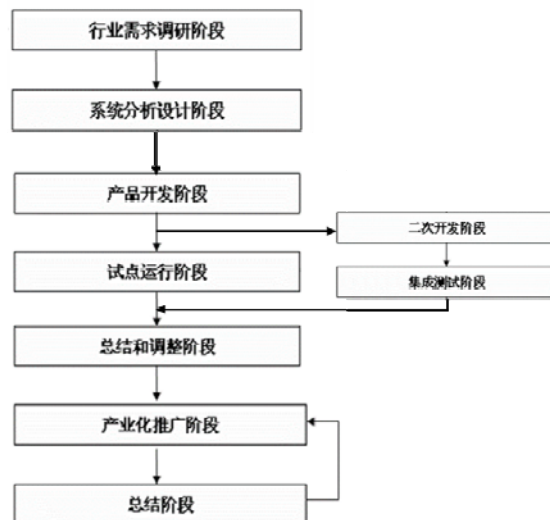 行业需求调研阶段
系统分析设计阶段
产品开发阶段
二次开发阶段
试点运行阶段
集成测试阶段
总结和调整阶段
产业化推广阶段
总结阶段